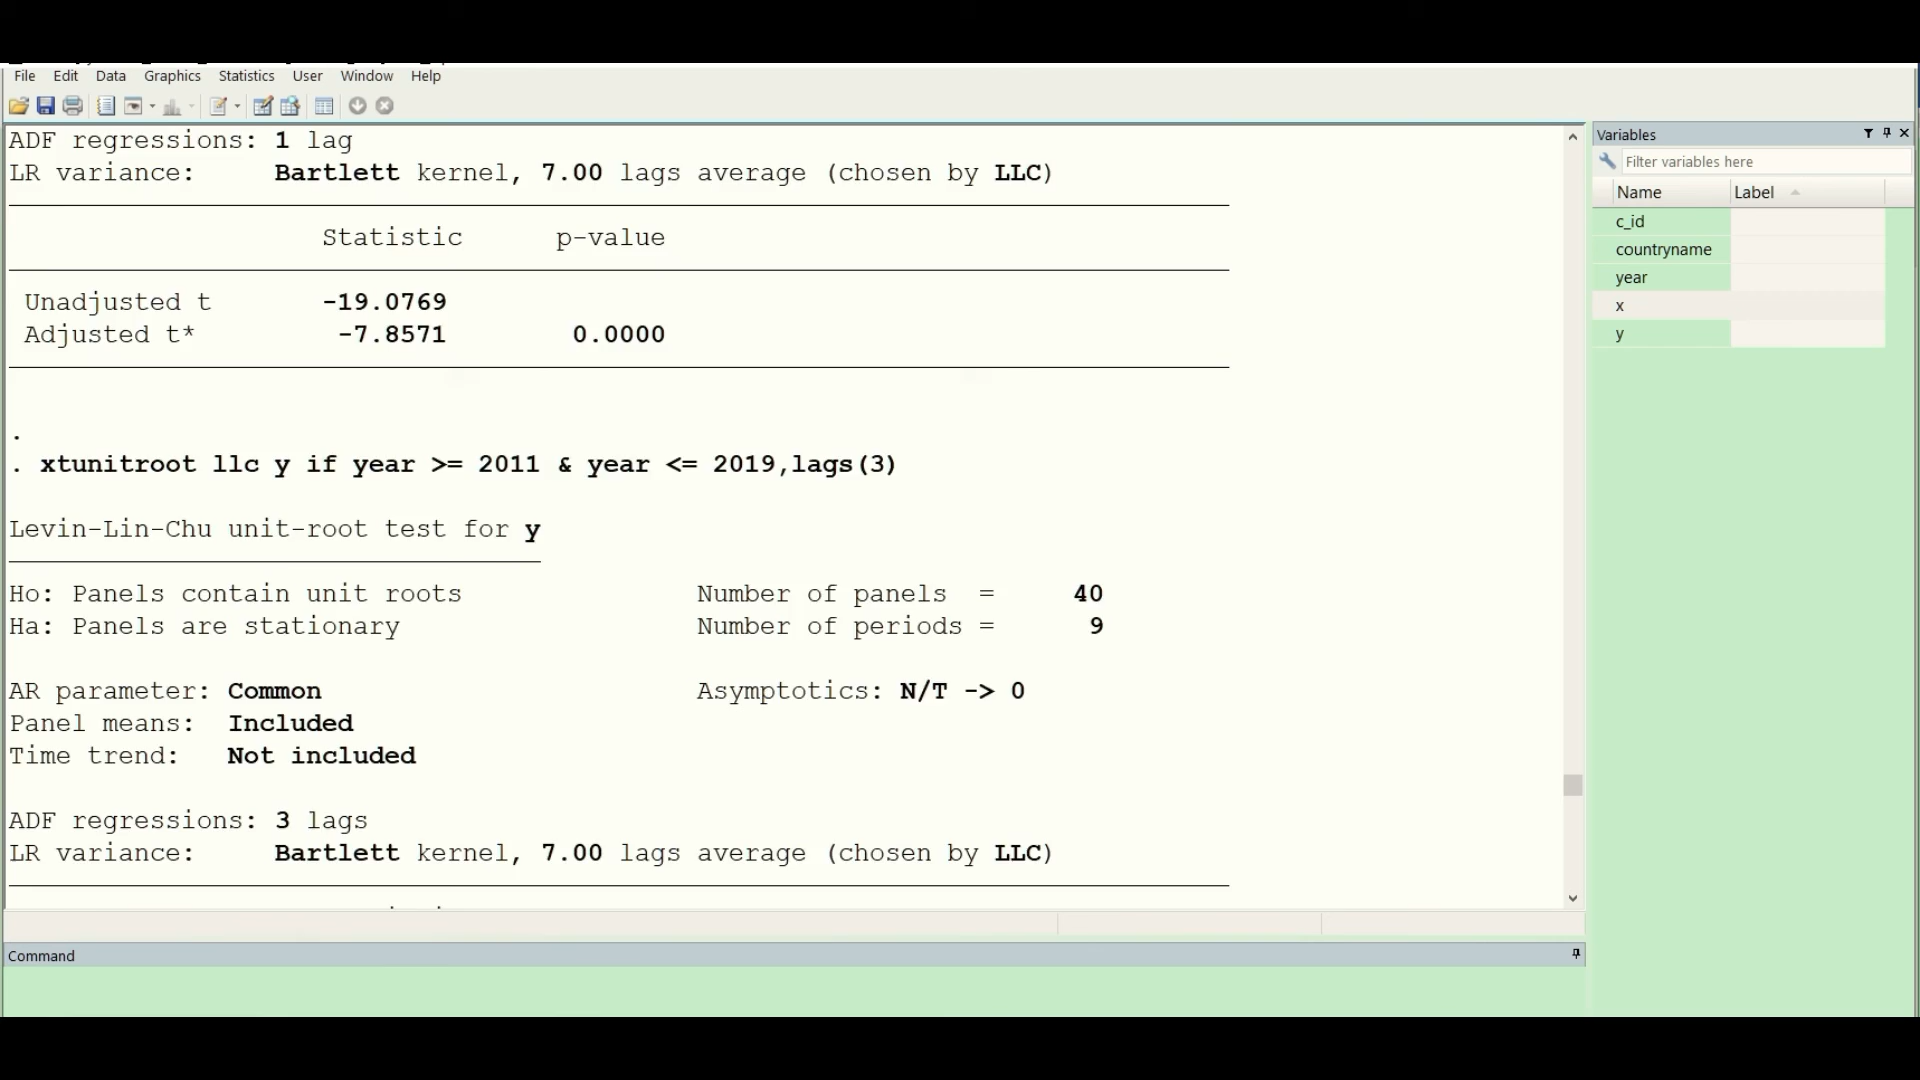 File Edit Data Graphics Statistics User Window Help
ADF regressions: 1 lag
LR variance: Bartlett kernel, 7.00 lags average (chosen by LLC)
Statistic p-value
Unadjusted t -19.0769
Adjusted t* -7.8571 0.0000
.
. xtunitroot llc y if year >= 2011 & year <= 2019,lags(3)
Levin-Lin-Chu unit-root test for y
Ho: Panels contain unit roots Number of panels = 40
Ha: Panels are stationary Number of periods = 9
AR parameter: Common Asymptotics: N/T -> 0
Panel means: Included
Time trend: Not included
ADF regressions: 3 lags
LR variance: Bartlett kernel, 7.00 lags average (chosen by LLC)
Command
Variables
Filter variables here
Name Label
c_id
countryname
year
x
y